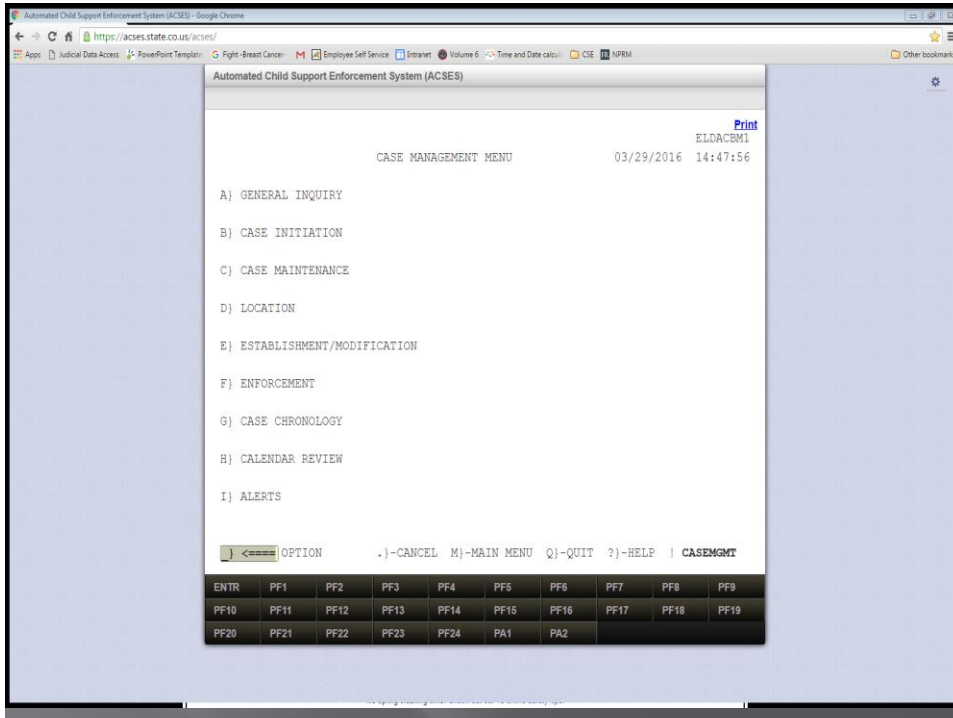 Automated Child Support Enforcement System (ACSES) - Google Chrome
https://acses.state.co.us/acses/
Apps Judicial Data Access PowerPoint Template Fight -Breast Cancer- Employee Self Service Intranet Volume 6 Time and Date calcul CSE NPRM Other bookmark
Automated Child Support Enforcement System (ACSES)
Print
ELDACBM1
CASE MANAGEMENT MENU 03/29/2016 14:47:56
A} GENERAL INQUIRY
B} CASE INITIATION
C} CASE MAINTENANCE
D} LOCATION
E} ESTABLISHMENT/MODIFICATION
F} ENFORCEMENT
G} CASE CHRONOLOGY
H} CALENDAR REVIEW
I} ALERTS
_} <==== OPTION .}-CANCEL M}-MAIN MENU Q}-QUIT ?}-HELP | CASEMGMT
ENTR PF1 PF2 PF3 PF4 PF5 PF6 PF7 PF8 PF9
PF10 PF11 PF12 PF13 PF14 PF15 PF16 PF17 PF18 PF19
PF20 PF21 PF22 PF23 PF24 PA1 PA2